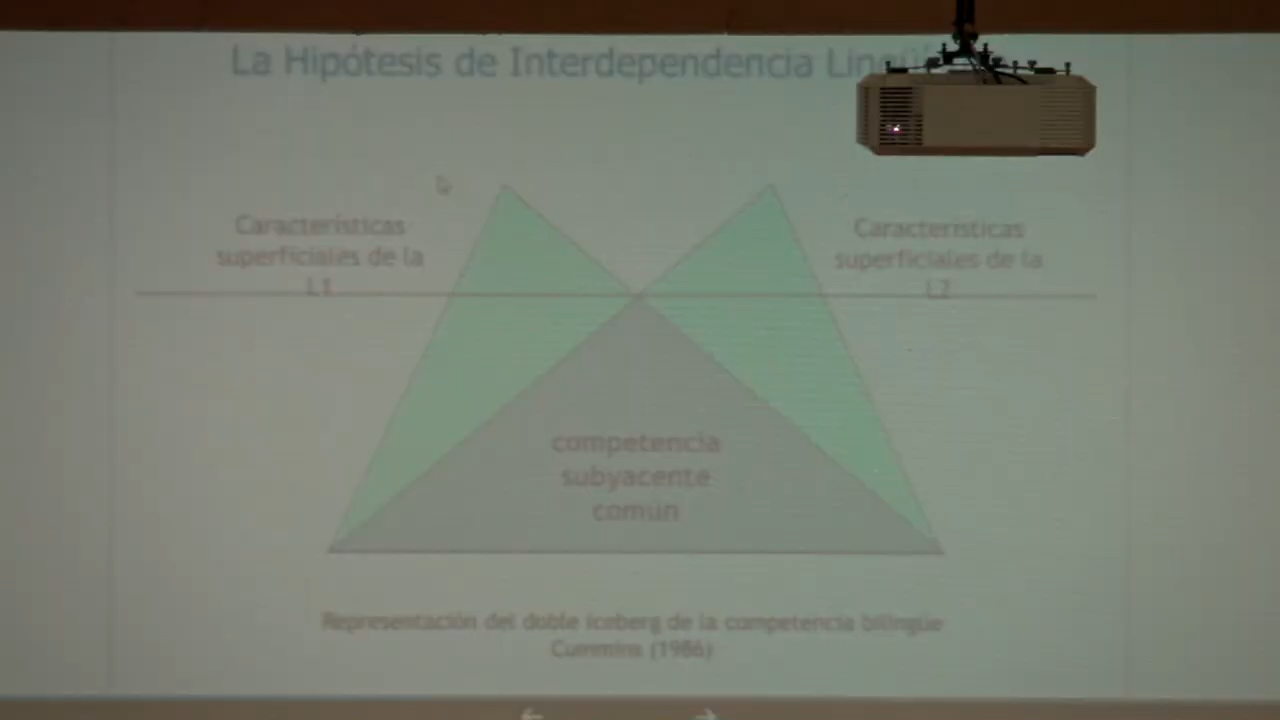 La Hipótesis de Interdependencia
Características
superficiales de la
L1
Características
superficiales de la
L2
competencia
subyacente
común
Representación del doble iceberg de la competencia bilingüe
Cummins (1986)